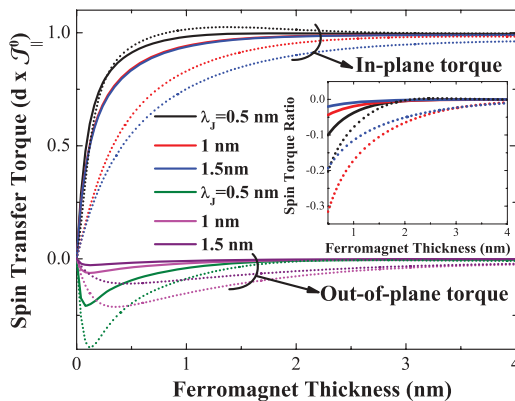 Spin Transfer Torque (d x 𝒯∥⁰)
1.0
0.0
0
1
2
3
4
Ferromagnet Thickness (nm)
In-plane torque
Out-of-plane torque
λJ=0.5 nm
1 nm
1.5nm
λJ=0.5 nm
1 nm
1.5 nm
Spin Torque Ratio
0.0
-0.1
-0.2
-0.3
1
2
3
4
Ferromagnet Thickness (nm)